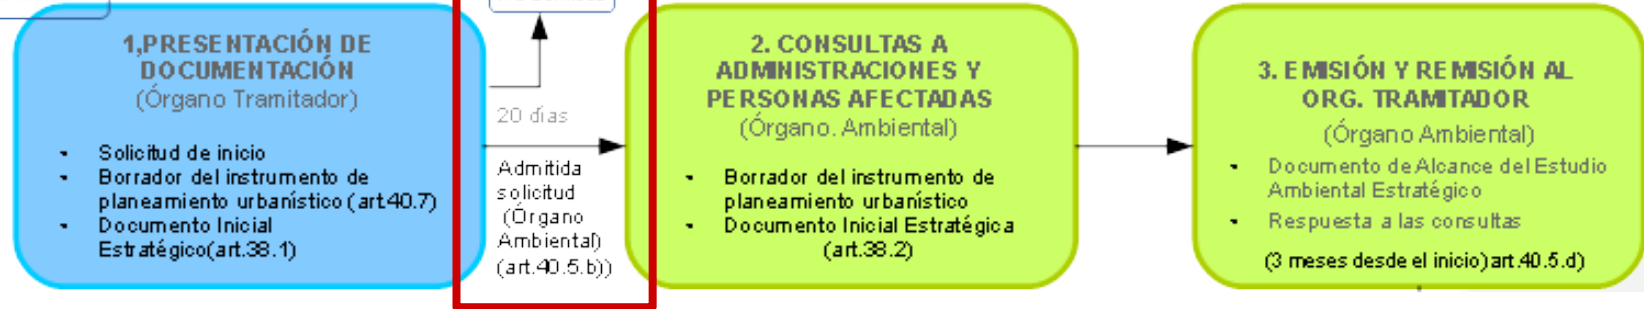 1,PRESENTACIÓN DE
DOCUMENTACIÓN
(Órgano Tramitador)
• Solicitud de inicio
• Borrador del instrumento de
planeamiento urbanístico (art.40.7)
• Documento Inicial
Estratégico(art.38.1)
20 días
Admitida
solicitud
(Órgano
Ambiental)
(art.40.5.b))
2. CONSULTAS A
ADMINISTRACIONES Y
PERSONAS AFECTADAS
(Órgano. Ambiental)
• Borrador del instrumento de
planeamiento urbanístico
• Documento Inicial Estratégica
(art.38.2)
3. EMISIÓN Y REMISIÓN AL
ORG. TRAMITADOR
(Órgano Ambiental)
• Documento de Alcance del Estudio
Ambiental Estratégico
• Respuesta a las consultas
(3 meses desde el inicio)art.40.5.d)